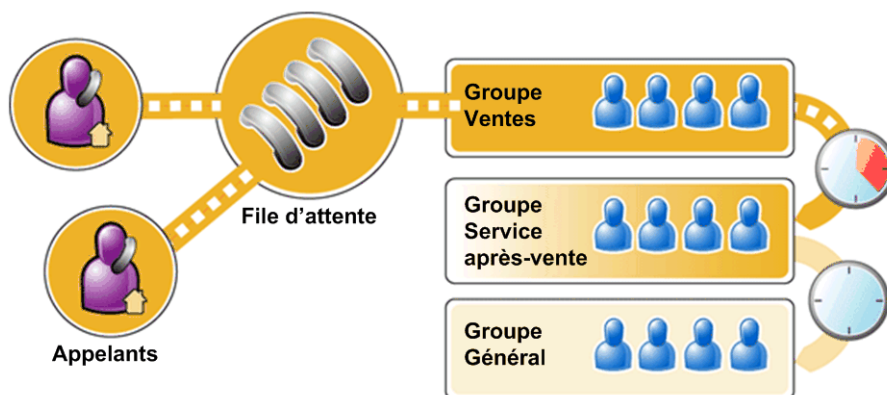 Groupe
Ventes
File d'attente
Groupe
Service
après-vente
Appelants
Groupe
Général